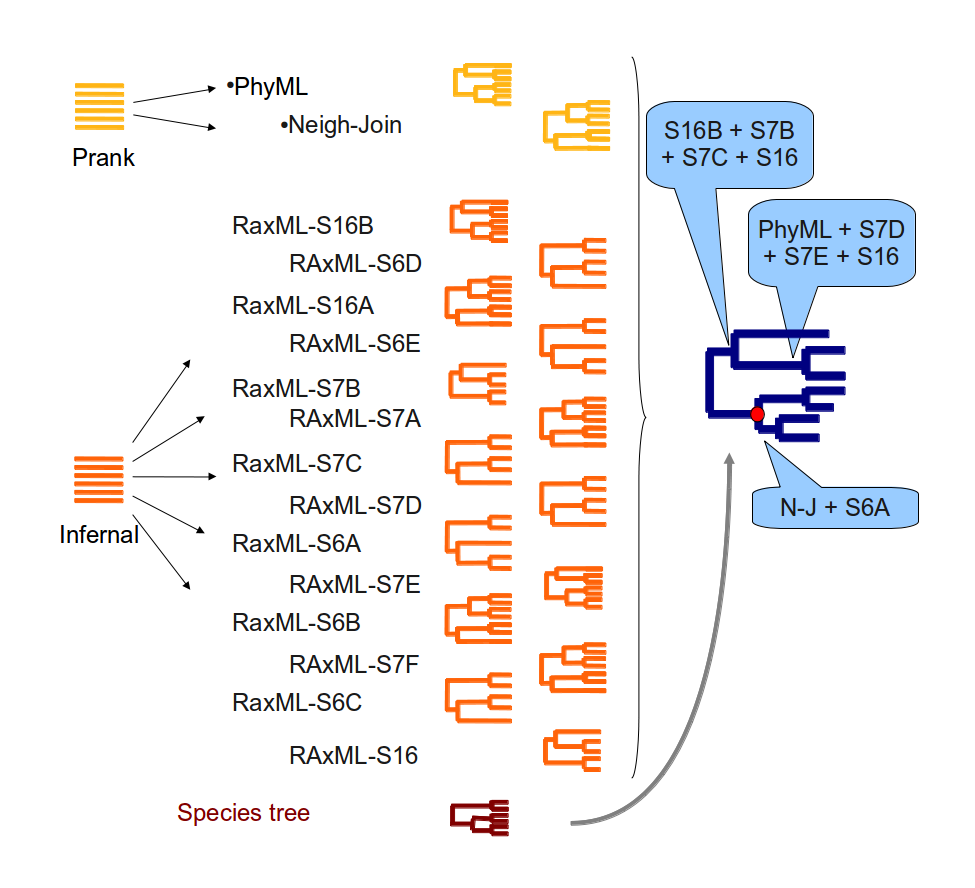 •PhyML
•Neigh-Join
Prank
S16B + S7B
+ S7C + S16
PhyML + S7D
+ S7E + S16
RaxML-S16B
RAxML-S6D
RaxML-S16A
RAxML-S6E
RaxML-S7B
RAxML-S7A
RaxML-S7C
RAxML-S7D
RaxML-S6A
RAxML-S7E
RaxML-S6B
RAxML-S7F
RaxML-S6C
RAxML-S16
Infernal
N-J + S6A
Species tree